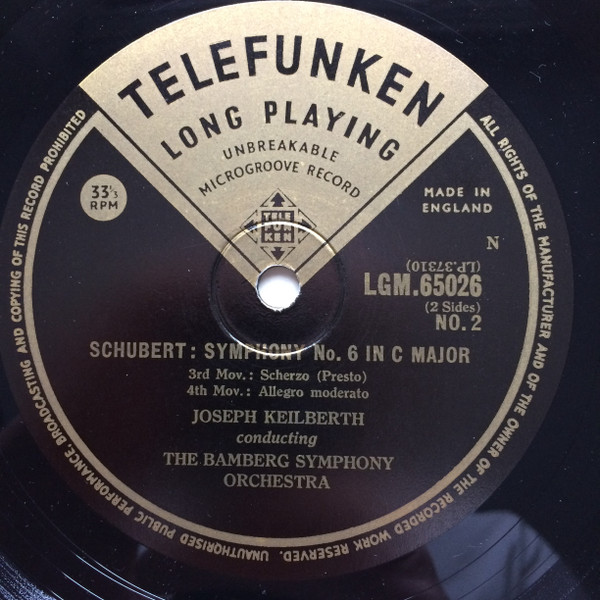 TELEFUNKEN
LONG PLAYING
UNBREAKABLE
MICROGROOVE RECORD
TELE
FUN
KEN
33⅓
RPM
MADE IN
ENGLAND
N
(LP.37310)
LGM.65026
(2 Sides)
NO. 2
SCHUBERT: SYMPHONY No. 6 IN C MAJOR
3rd Mov.: Scherzo (Presto)
4th Mov.: Allegro moderato
JOSEPH KEILBERTH
conducting
THE BAMBERG SYMPHONY
ORCHESTRA
ALL RIGHTS OF THE MANUFACTURER AND OF THE OWNER OF THE RECORDED WORK RESERVED. UNAUTHORISED PUBLIC PERFORMANCE, BROADCASTING AND COPYING OF THIS RECORD PROHIBITED